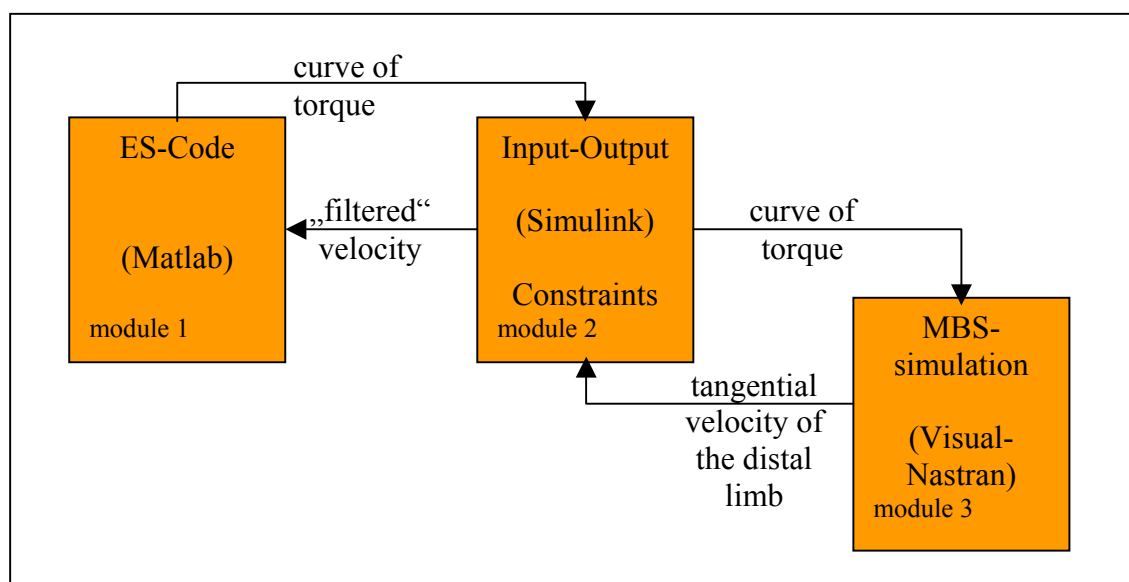 curve of
torque
ES-Code
(Matlab)
module 1
„filtered“
velocity
Input-Output
(Simulink)
Constraints
module 2
curve of
torque
tangential
velocity of
the distal
limb
MBS-
simulation
(Visual-
Nastran)
module 3